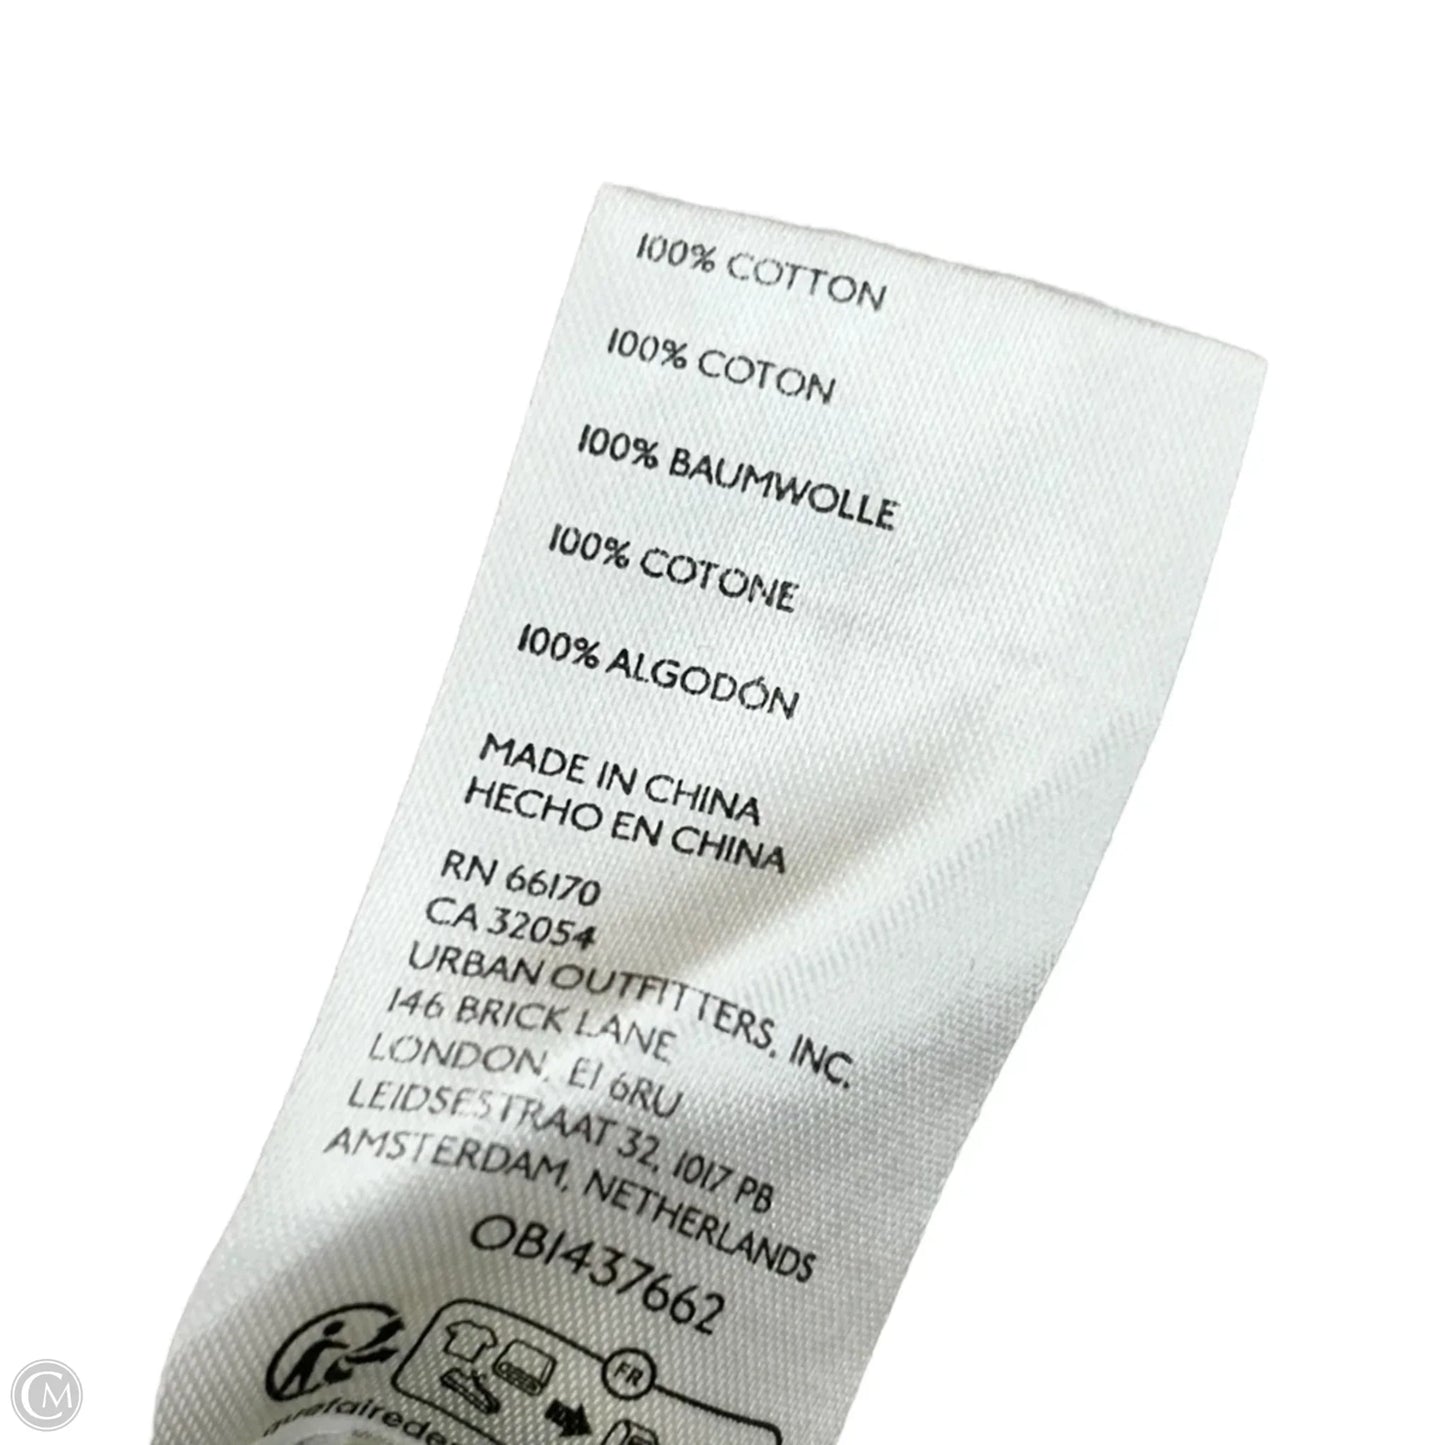 100% COTTON
100% COTON
100% BAUMWOLLE
100% COTONE
100% ALGODÓN
MADE IN CHINA
HECHO EN CHINA
RN 66170
CA 32054
URBAN OUTFITTERS, INC.
146 BRICK LANE
LONDON, E1 6RU
LEIDSESTRAAT 32, 1017 PB
AMSTERDAM, NETHERLANDS
OB1437662
FR
CM